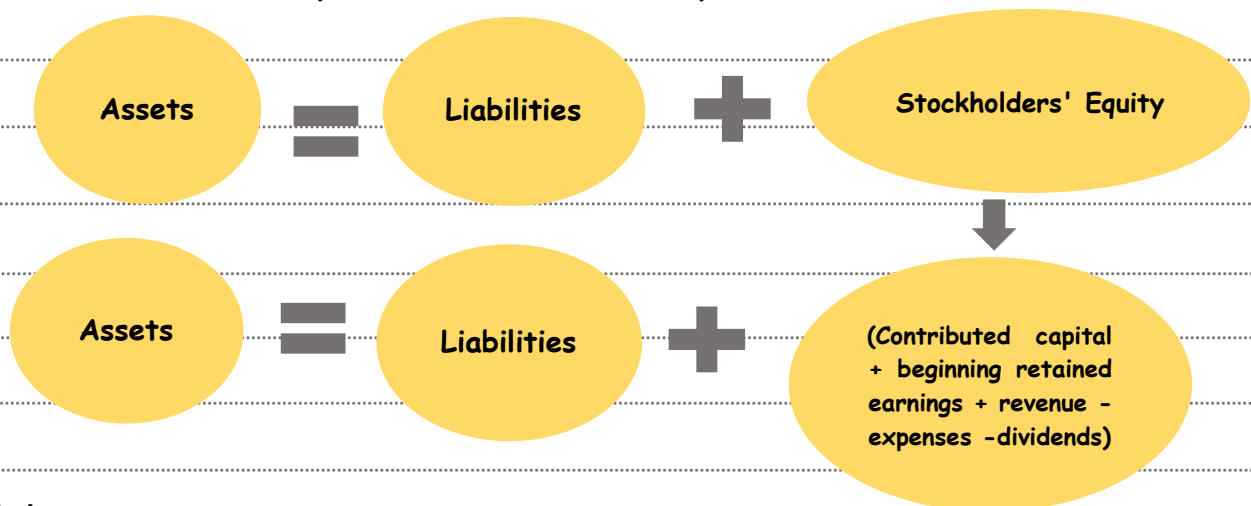 Assets
Liabilities
Stockholders' Equity
Assets
Liabilities
(Contributed capital
+ beginning retained
earnings + revenue -
expenses -dividends)